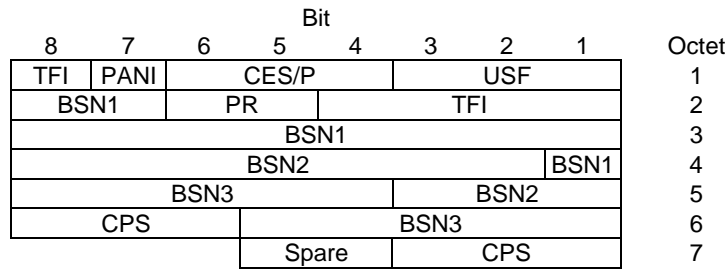 Bit
8 7 6 5 4 3 2 1 Octet
TFI PANI CES/P USF 1
BSN1 PR TFI 2
BSN1 3
BSN2 BSN1 4
BSN3 BSN2 5
CPS BSN3 6
Spare CPS 7